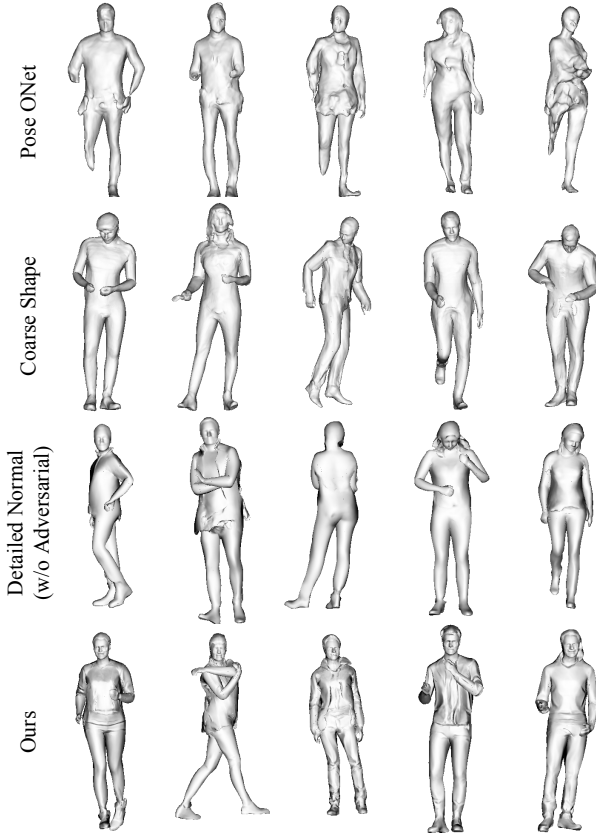 Pose ONet
Coarse Shape
Detailed Normal
(w/o Adversarial)
Ours